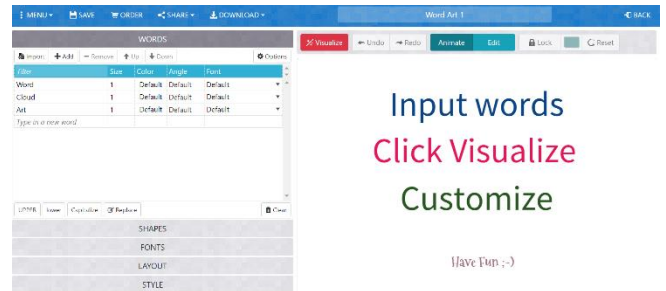 MENU SAVE ORDER SHARE DOWNLOAD Word Art 1 BACK
WORDS
Visualize Undo Redo Animate Edit Lock Reset
Import Add Remove Up Down Options
Filter Size Color Angle Font
Word 1 Default Default Default
Cloud 1 Default Default Default
Art 1 Default Default Default
Type in a new word
UPPER lower Capitalize Replace Clear
SHAPES
FONTS
LAYOUT
STYLE
Input words
Click Visualize
Customize
Have Fun ;-)